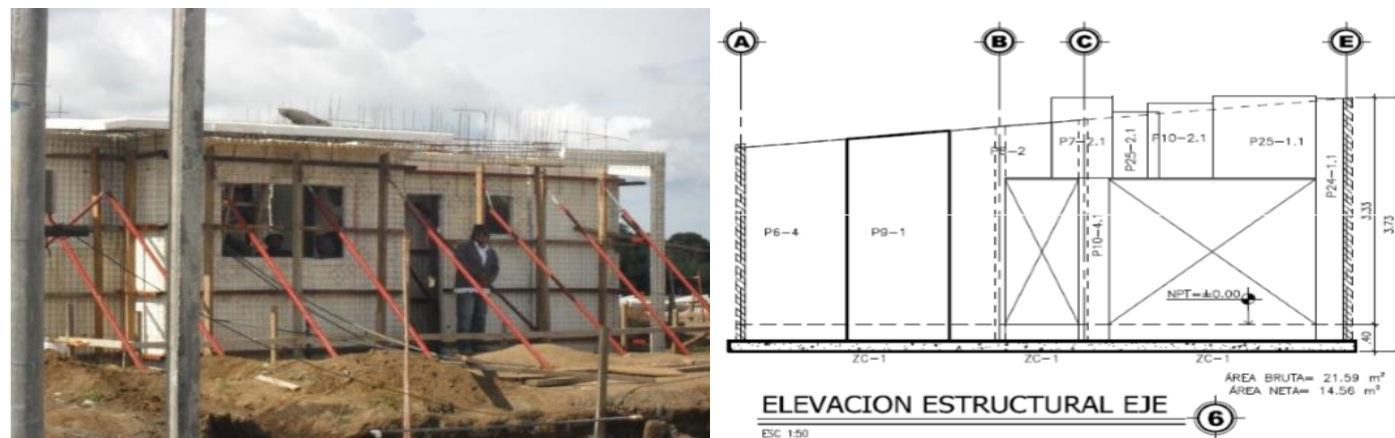 A B C E
P6-4
P9-1
P6-2
P7-2.1
P25-2.1
P10-2.1
P25-1.1
P24-1.1
P10-4.1
NPT=±0.00
3.33
3.73
.40
ZC-1 ZC-1 ZC-1
ÁREA BRUTA= 21.59 m²
ÁREA NETA= 14.56 m²
ELEVACION ESTRUCTURAL EJE 6
ESC 1:50